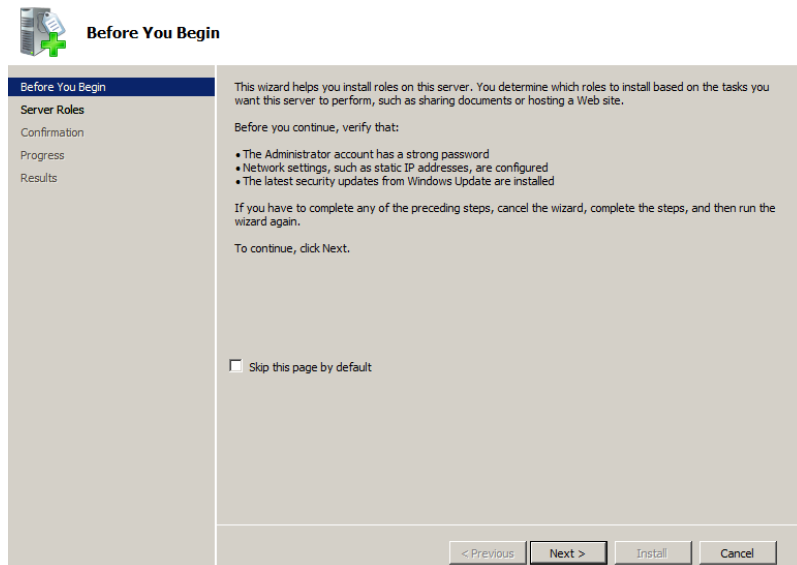 Before You Begin
Before You Begin
Server Roles
Confirmation
Progress
Results
This wizard helps you install roles on this server. You determine which roles to install based on the tasks you
want this server to perform, such as sharing documents or hosting a Web site.
Before you continue, verify that:
• The Administrator account has a strong password
• Network settings, such as static IP addresses, are configured
• The latest security updates from Windows Update are installed
If you have to complete any of the preceding steps, cancel the wizard, complete the steps, and then run the
wizard again.
To continue, click Next.
Skip this page by default
< Previous
Next >
Install
Cancel